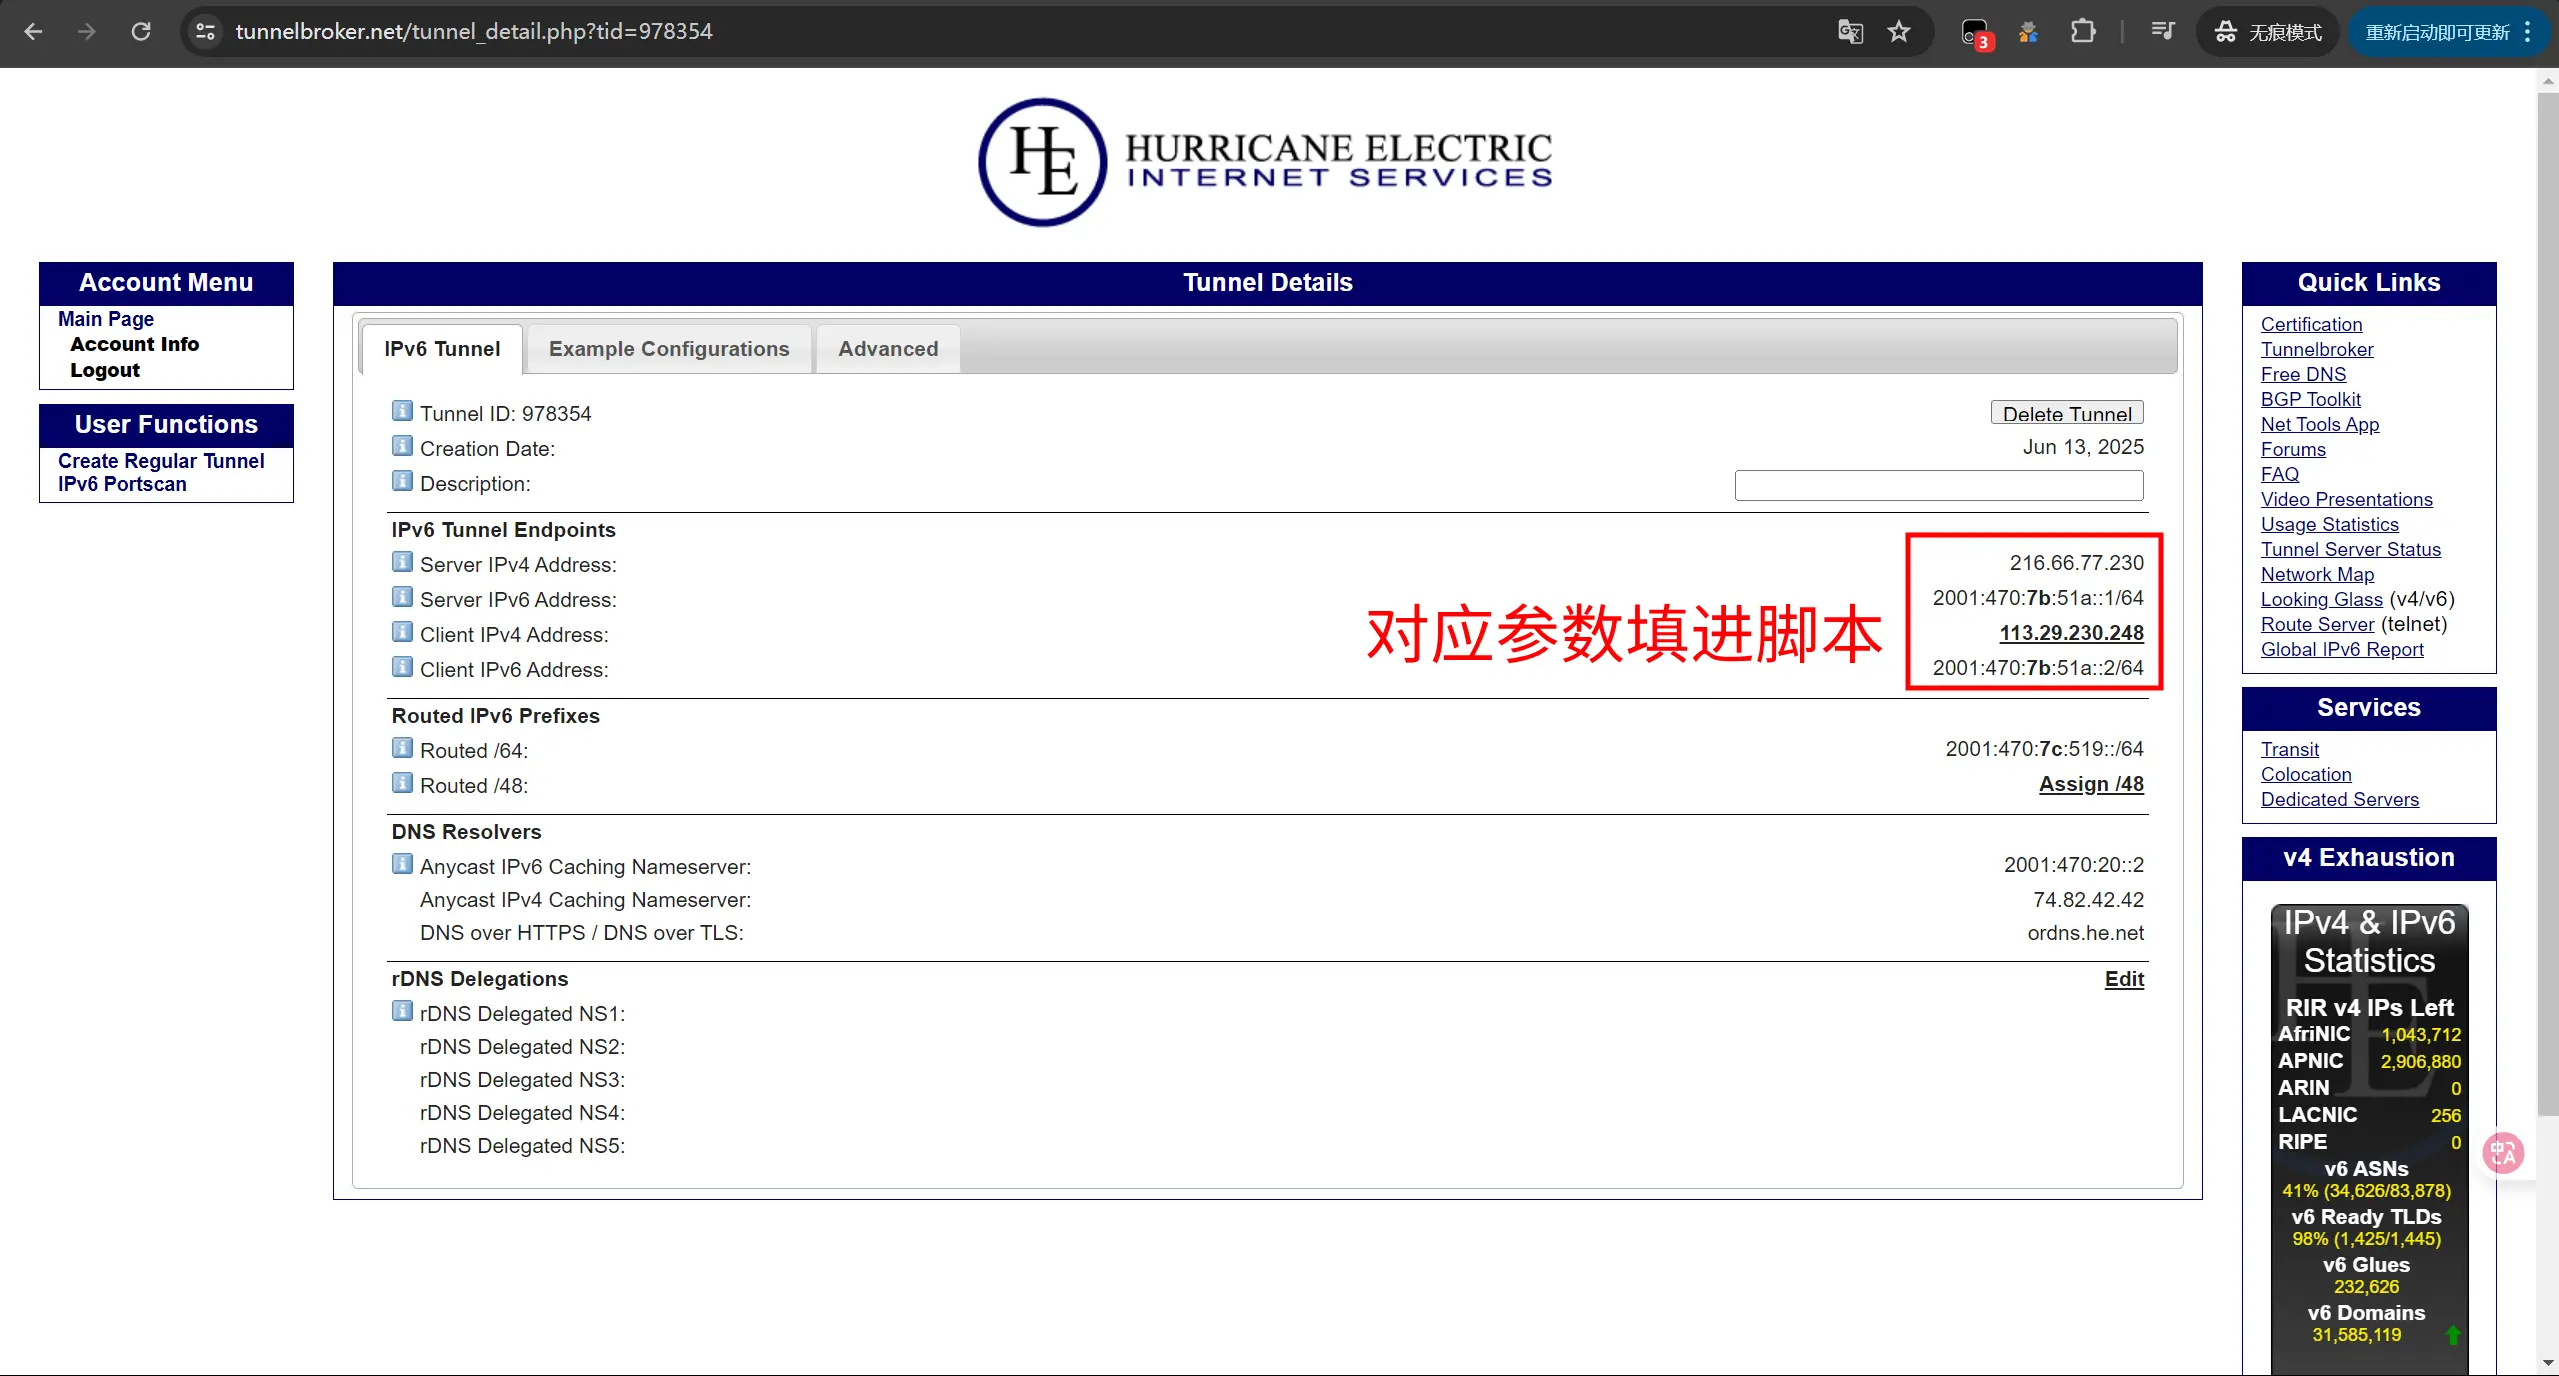 tunnelbroker.net/tunnel_detail.php?tid=978354
3
无痕模式
重新启动即可更新
HE
HURRICANE ELECTRIC
INTERNET SERVICES
Account Menu
Main Page
Account Info
Logout
User Functions
Create Regular Tunnel
IPv6 Portscan
Tunnel Details
IPv6 Tunnel
Example Configurations
Advanced
Tunnel ID: 978354
Delete Tunnel
Creation Date:
Jun 13, 2025
Description:
IPv6 Tunnel Endpoints
Server IPv4 Address:
216.66.77.230
Server IPv6 Address:
2001:470:7b:51a::1/64
Client IPv4 Address:
113.29.230.248
Client IPv6 Address:
2001:470:7b:51a::2/64
对应参数填进脚本
Routed IPv6 Prefixes
Routed /64:
2001:470:7c:519::/64
Routed /48:
Assign /48
DNS Resolvers
Anycast IPv6 Caching Nameserver:
2001:470:20::2
Anycast IPv4 Caching Nameserver:
74.82.42.42
DNS over HTTPS / DNS over TLS:
ordns.he.net
rDNS Delegations
Edit
rDNS Delegated NS1:
rDNS Delegated NS2:
rDNS Delegated NS3:
rDNS Delegated NS4:
rDNS Delegated NS5:
Quick Links
Certification
Tunnelbroker
Free DNS
BGP Toolkit
Net Tools App
Forums
FAQ
Video Presentations
Usage Statistics
Tunnel Server Status
Network Map
Looking Glass (v4/v6)
Route Server (telnet)
Global IPv6 Report
Services
Transit
Colocation
Dedicated Servers
v4 Exhaustion
IPv4 & IPv6
Statistics
RIR v4 IPs Left
AfriNIC 1,043,712
APNIC 2,906,880
ARIN 0
LACNIC 256
RIPE 0
v6 ASNs
41% (34,626/83,878)
v6 Ready TLDs
98% (1,425/1,445)
v6 Glues
232,626
v6 Domains
31,585,119